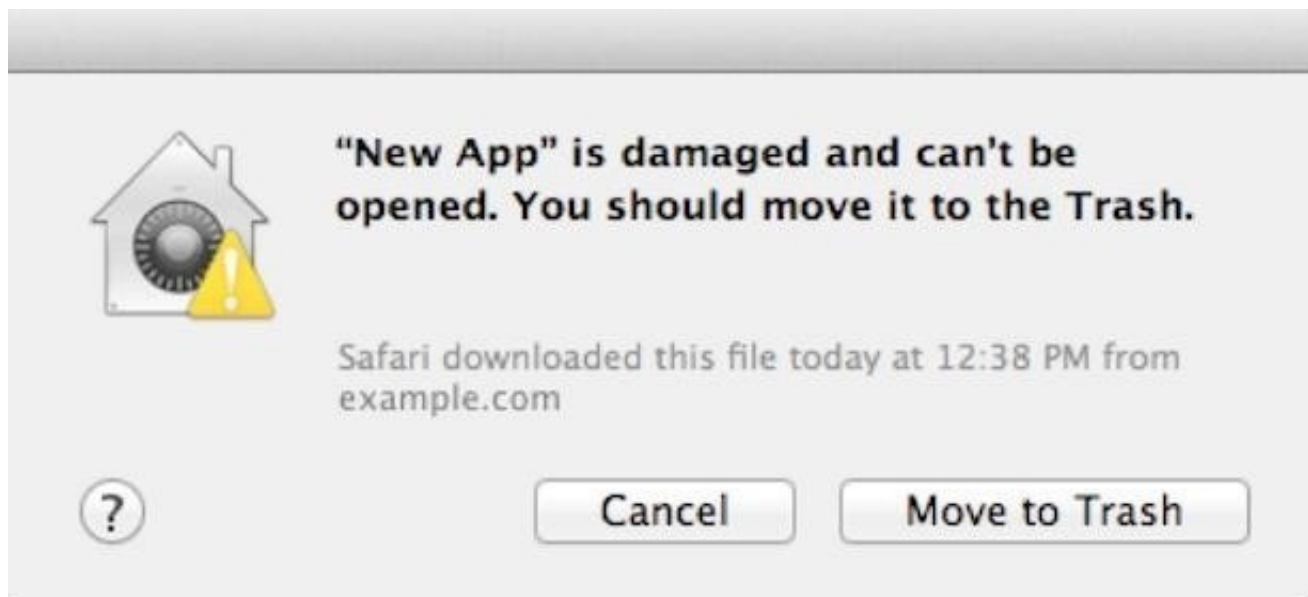 “New App” is damaged and can't be
opened. You should move it to the Trash.
Safari downloaded this file today at 12:38 PM from
example.com
?
Cancel
Move to Trash